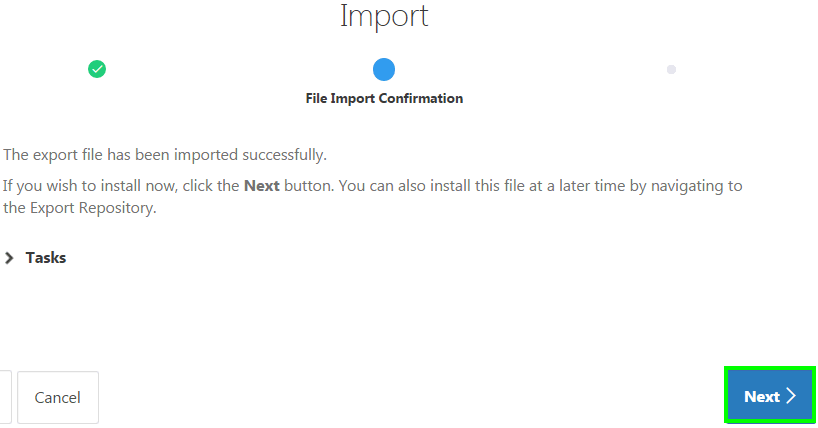 Import
File Import Confirmation
The export file has been imported successfully.
If you wish to install now, click the Next button. You can also install this file at a later time by navigating to
the Export Repository.
Tasks
Cancel
Next